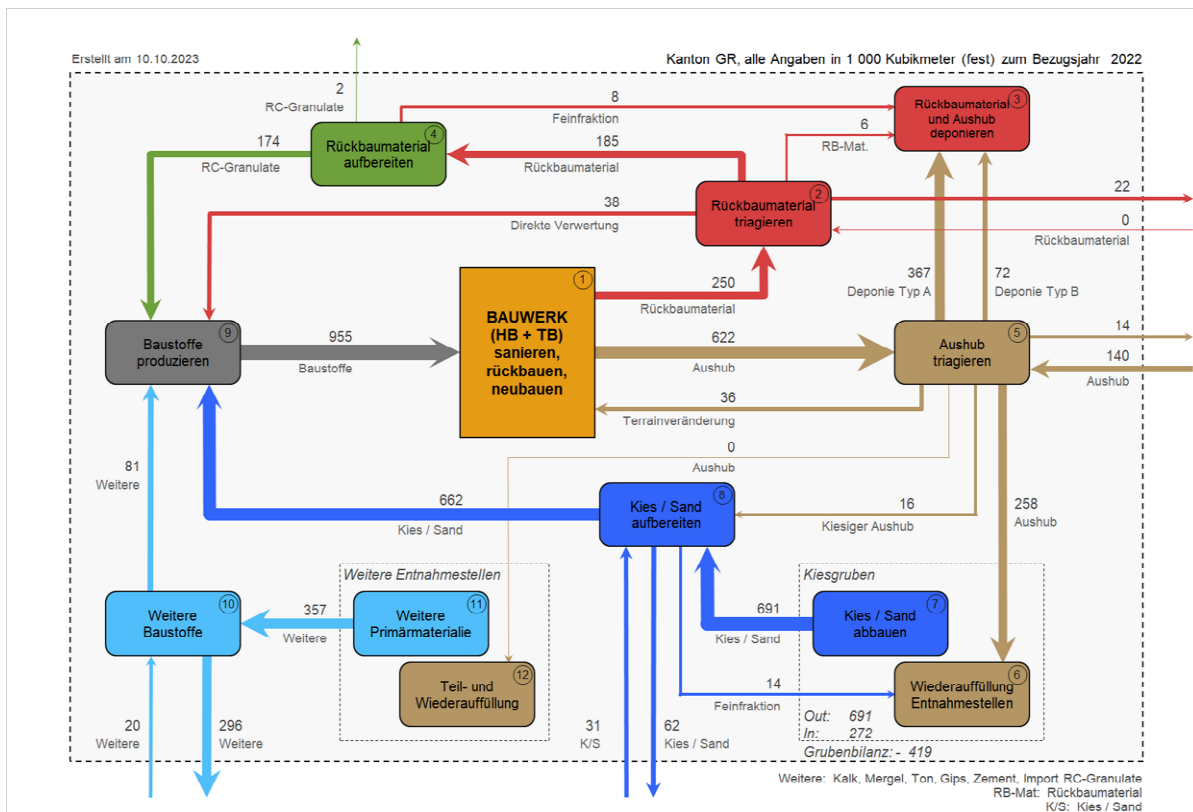 Erstellt am 10.10.2023
Kanton GR, alle Angaben in 1 000 Kubikmeter (fest) zum Bezugsjahr 2022
2
RC-Granulate
8
Feinfraktion
3
Rückbaumaterial
und Aushub
deponieren
6
RB-Mat.
174
RC-Granulate
4
Rückbaumaterial
aufbereiten
185
Rückbaumaterial
2
Rückbaumaterial
triagieren
22
0
Rückbaumaterial
38
Direkte Verwertung
250
Rückbaumaterial
367
Deponie Typ A
72
Deponie Typ B
1
BAUWERK
(HB + TB)
sanieren,
rückbauen,
neubauen
9
Baustoffe
produzieren
955
Baustoffe
622
Aushub
5
Aushub
triagieren
14
140
Aushub
36
Terrainveränderung
0
Aushub
81
Weitere
662
Kies / Sand
8
Kies / Sand
aufbereiten
16
Kiesiger Aushub
258
Aushub
Weitere Entnahmestellen
Kiesgruben
10
Weitere
Baustoffe
357
Weitere
11
Weitere
Primärmaterialie
691
Kies / Sand
7
Kies / Sand
abbauen
12
Teil- und
Wiederauffüllung
14
Feinfraktion
6
Wiederauffüllung
Entnahmestellen
20
Weitere
296
Weitere
31
K/S
62
Kies / Sand
Out: 691
In: 272
Grubenbilanz: - 419
Weitere: Kalk, Mergel, Ton, Gips, Zement, Import RC-Granulate
RB-Mat: Rückbaumaterial
K/S: Kies / Sand